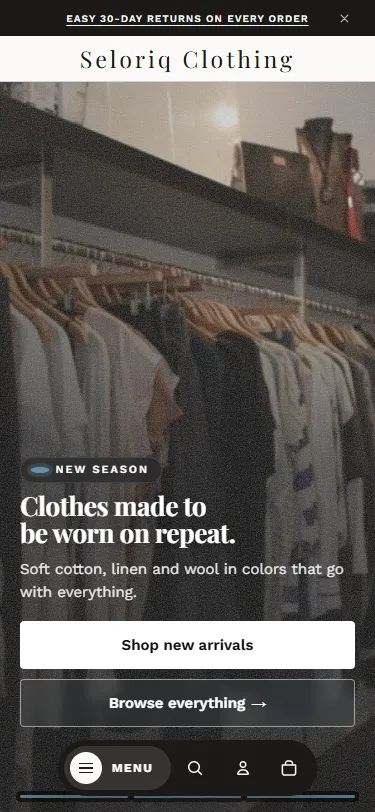 EASY 30-DAY RETURNS ON EVERY ORDER
Seloriq Clothing
NEW SEASON
Clothes made to
be worn on repeat.
Soft cotton, linen and wool in colors that go
with everything.
Shop new arrivals
Browse everything →
MENU